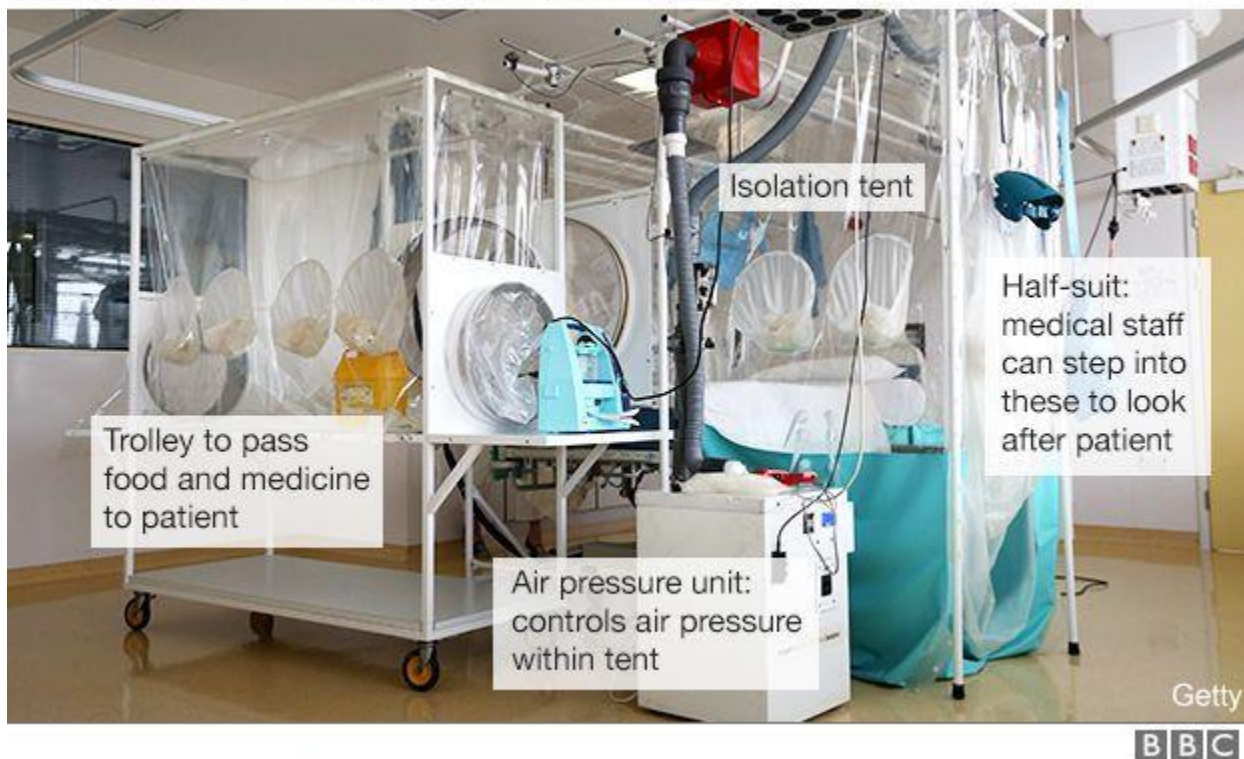 Isolation tent
Half-suit:
medical staff
can step into
these to look
after patient
Trolley to pass
food and medicine
to patient
Air pressure unit:
controls air pressure
within tent
Getty
BBC